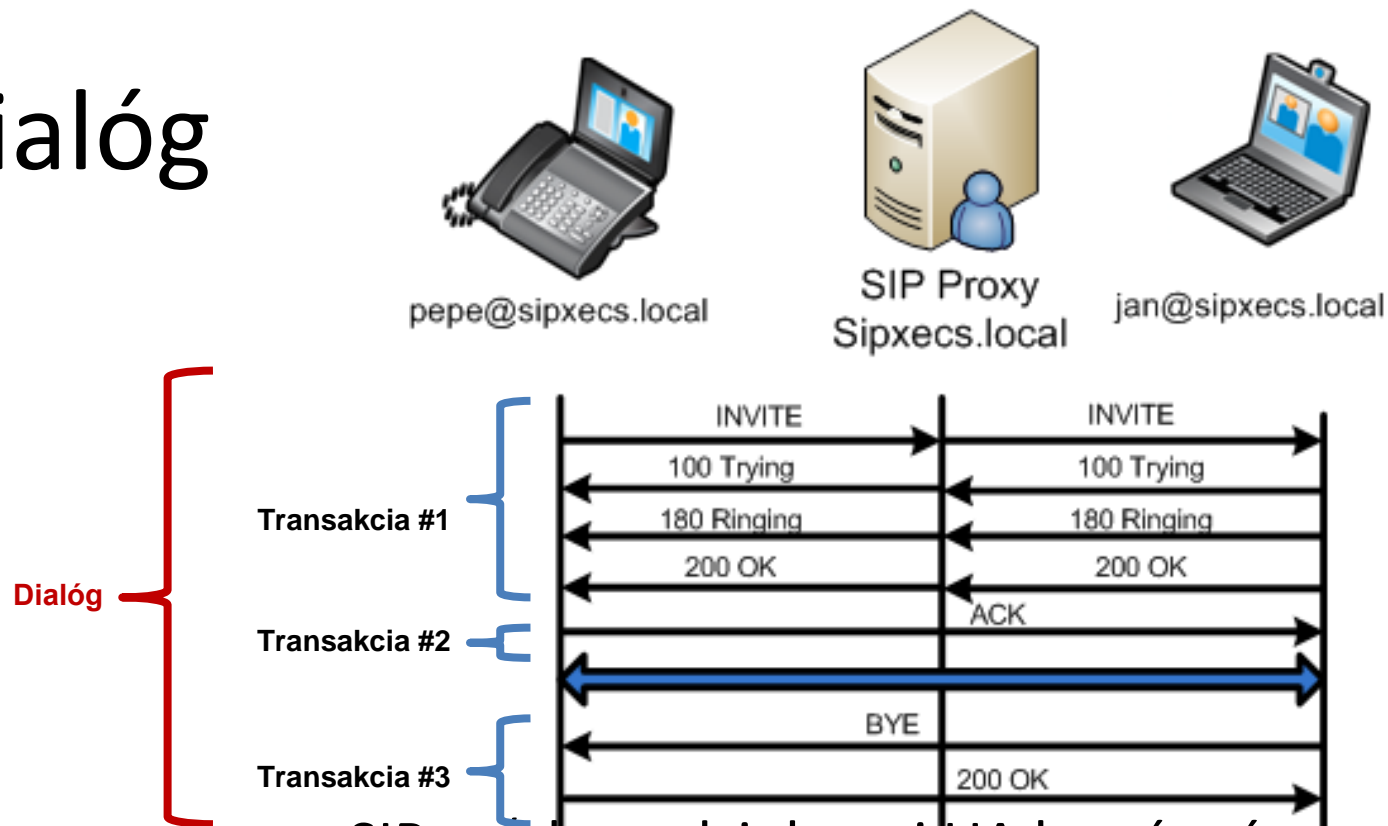 ialóg
pepe@sipxecs.local
SIP Proxy
Sipxecs.local
jan@sipxecs.local
INVITE
INVITE
100 Trying
100 Trying
Transakcia #1
180 Ringing
180 Ringing
200 OK
200 OK
Dialóg
ACK
Transakcia #2
BYE
Transakcia #3
200 OK
SIP